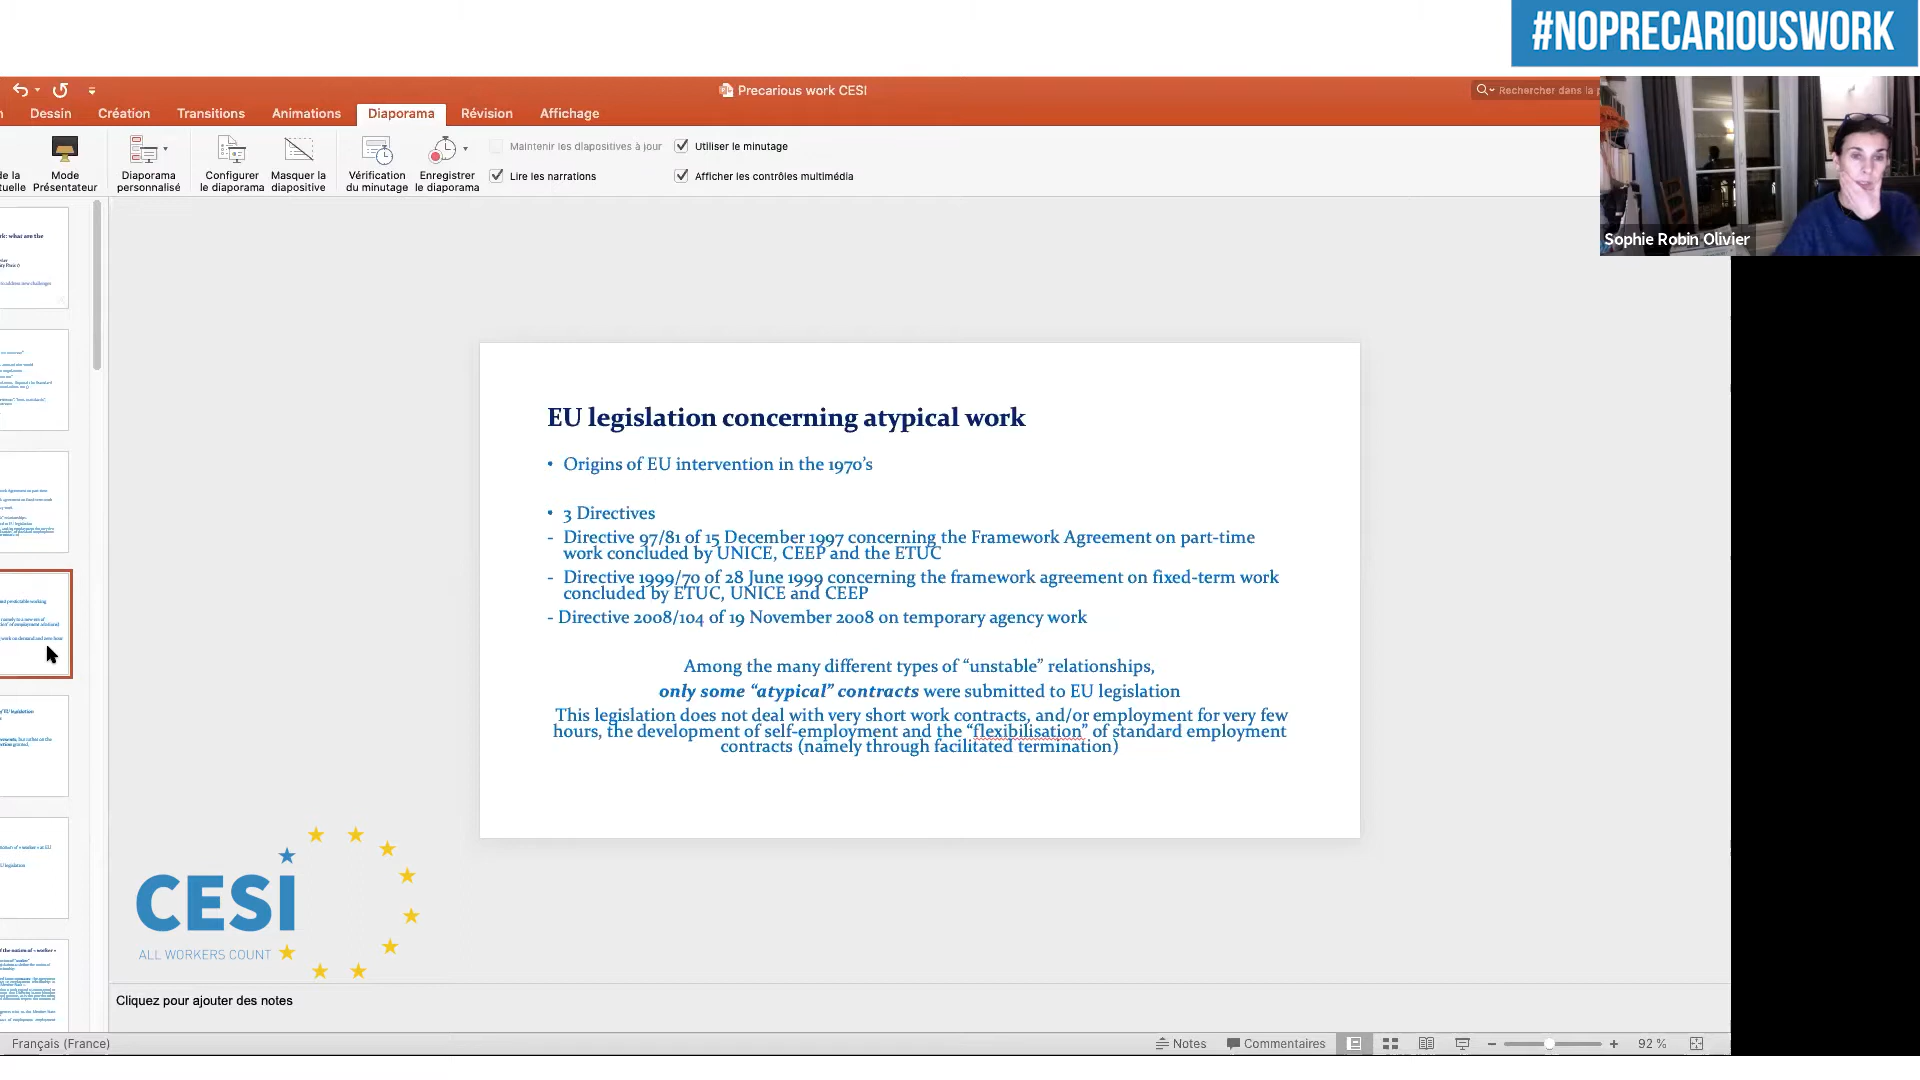 #NOPRECARIOUSWORK
Precarious work CESI
Rechercher dans la
Dessin Création Transitions Animations Diaporama Révision Affichage
Maintenir les diapositives à jour Utiliser le minutage
de la Mode Diaporama Configurer Masquer la Vérification Enregistrer Lire les narrations Afficher les contrôles multimédia
Présentateur personnalisé le diaporama diapositive du minutage le diaporama
Sophie Robin Olivier
EU legislation concerning atypical work
• Origins of EU intervention in the 1970's
• 3 Directives
- Directive 97/81 of 15 December 1997 concerning the Framework Agreement on part-time
work concluded by UNICE, CEEP and the ETUC
- Directive 1999/70 of 28 June 1999 concerning the framework agreement on fixed-term work
concluded by ETUC, UNICE and CEEP
- Directive 2008/104 of 19 November 2008 on temporary agency work
Among the many different types of “unstable” relationships,
only some “atypical” contracts were submitted to EU legislation
This legislation does not deal with very short work contracts, and/or employment for very few
hours, the development of self-employment and the “flexibilisation” of standard employment
contracts (namely through facilitated termination)
CESI
ALL WORKERS COUNT
Cliquez pour ajouter des notes
Français (France) Notes Commentaires 92 %